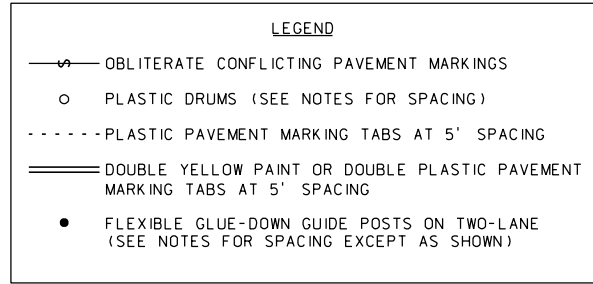 LEGEND
OBLITERATE CONFLICTING PAVEMENT MARKINGS
PLASTIC DRUMS (SEE NOTES FOR SPACING)
PLASTIC PAVEMENT MARKING TABS AT 5' SPACING
DOUBLE YELLOW PAINT OR DOUBLE PLASTIC PAVEMENT
MARKING TABS AT 5' SPACING
FLEXIBLE GLUE-DOWN GUIDE POSTS ON TWO-LANE
(SEE NOTES FOR SPACING EXCEPT AS SHOWN)